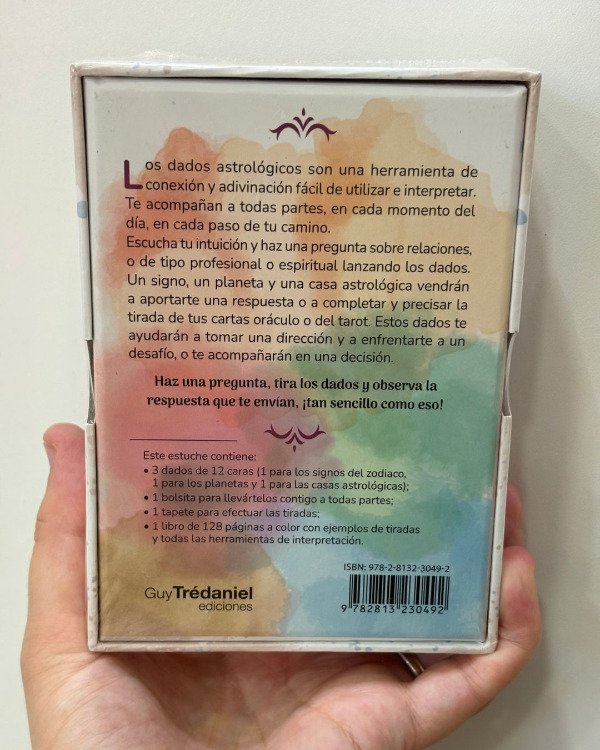 Los dados astrológicos son una herramienta de
conexión y adivinación fácil de utilizar e interpretar.
Te acompañan a todas partes, en cada momento del
día, en cada paso de tu camino.
Escucha tu intuición y haz una pregunta sobre relaciones,
o de tipo profesional o espiritual lanzando los dados.
Un signo, un planeta y una casa astrológica vendrán
a aportarte una respuesta o a completar y precisar la
tirada de tus cartas oráculo o del tarot. Estos dados te
ayudarán a tomar una dirección y a enfrentarte a un
desafío, o te acompañarán en una decisión.
Haz una pregunta, tira los dados y observa la
respuesta que te envían, ¡tan sencillo como eso!
Este estuche contiene:
• 3 dados de 12 caras (1 para los signos del zodiaco,
1 para los planetas y 1 para las casas astrológicas);
• 1 bolsita para llevártelos contigo a todas partes;
• 1 tapete para efectuar las tiradas;
• 1 libro de 128 páginas a color con ejemplos de tiradas
y todas las herramientas de interpretación.
ISBN: 978-2-8132-3049-2
Guy Trédaniel
ediciones
9 782813 230492